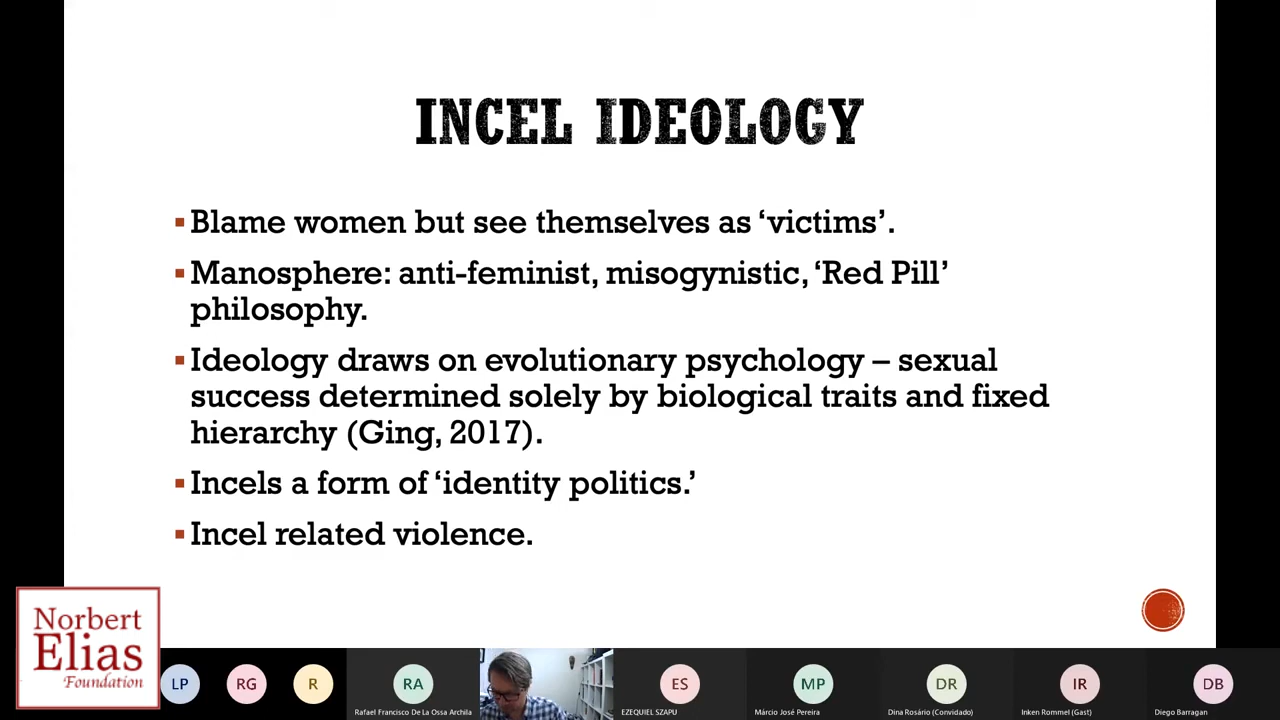 INCEL IDEOLOGY
▪Blame women but see themselves as ‘victims’.
▪Manosphere: anti-feminist, misogynistic, ‘Red Pill’
philosophy.
▪Ideology draws on evolutionary psychology – sexual
success determined solely by biological traits and fixed
hierarchy (Ging, 2017).
▪Incels a form of ‘identity politics.’
▪Incel related violence.
Norbert
Elias
Foundation
LP
RG
R
RA
Rafael Francisco De La Ossa Archila
ES
EZEQUIEL SZAPU
MP
Márcio José Pereira
DR
Dina Rosário (Convidado)
IR
Inken Rommel (Gast)
DB
Diego Barragan